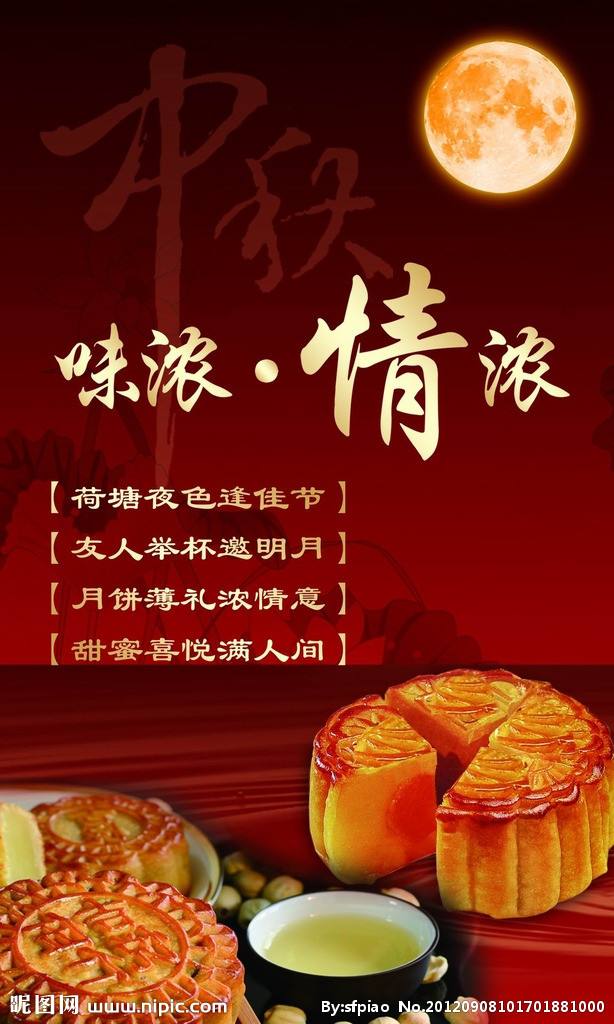 中秋
味浓·情浓
【荷塘夜色逢佳节】
【友人举杯邀明月】
【月饼薄礼浓情意】
【甜蜜喜悦满人间】
昵图网 www.nipic.com
By:sfpiao No.20120908101701881000